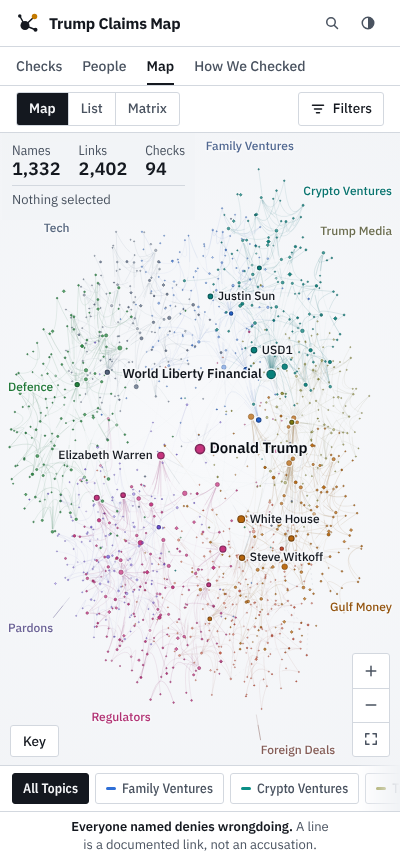 Trump Claims Map
Checks People Map How We Checked
Map List Matrix Filters
Names Links Checks
1,332 2,402 94
Nothing selected
Family Ventures
Crypto Ventures
Tech
Trump Media
Justin Sun
USD1
World Liberty Financial
Defence
Donald Trump
Elizabeth Warren
White House
Steve Witkoff
Gulf Money
Pardons
Regulators
Key
Foreign Deals
All Topics Family Ventures Crypto Ventures
Everyone named denies wrongdoing. A line
is a documented link, not an accusation.